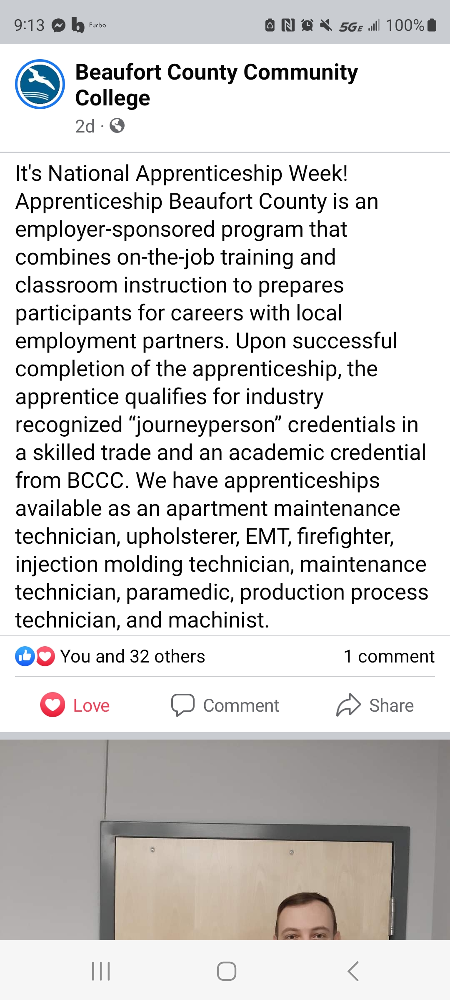 9:13 Furbo 5GE 100%
Beaufort County Community
College
2d ·
It's National Apprenticeship Week!
Apprenticeship Beaufort County is an
employer-sponsored program that
combines on-the-job training and
classroom instruction to prepares
participants for careers with local
employment partners. Upon successful
completion of the apprenticeship, the
apprentice qualifies for industry
recognized “journeyperson” credentials in
a skilled trade and an academic credential
from BCCC. We have apprenticeships
available as an apartment maintenance
technician, upholsterer, EMT, firefighter,
injection molding technician, maintenance
technician, paramedic, production process
technician, and machinist.
You and 32 others 1 comment
Love Comment Share